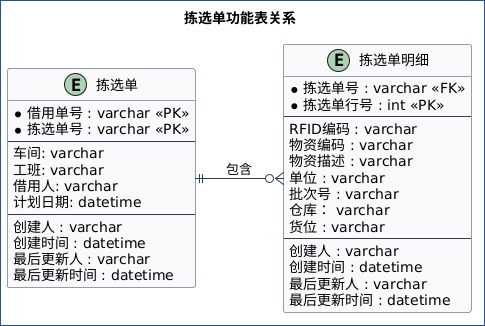 拣选单功能表关系
E 拣选单
借用单号 : varchar «PK»
拣选单号 : varchar «PK»
车间: varchar
工班: varchar
借用人: varchar
计划日期: datetime
创建人 : varchar
创建时间 : datetime
最后更新人 : varchar
最后更新时间 : datetime
包含
E 拣选单明细
拣选单号 : varchar «FK»
拣选单行号 : int «PK»
RFID编码 : varchar
物资编码 : varchar
物资描述 : varchar
单位 : varchar
批次号 : varchar
仓库： varchar
货位 : varchar
创建人 : varchar
创建时间 : datetime
最后更新人 : varchar
最后更新时间 : datetime